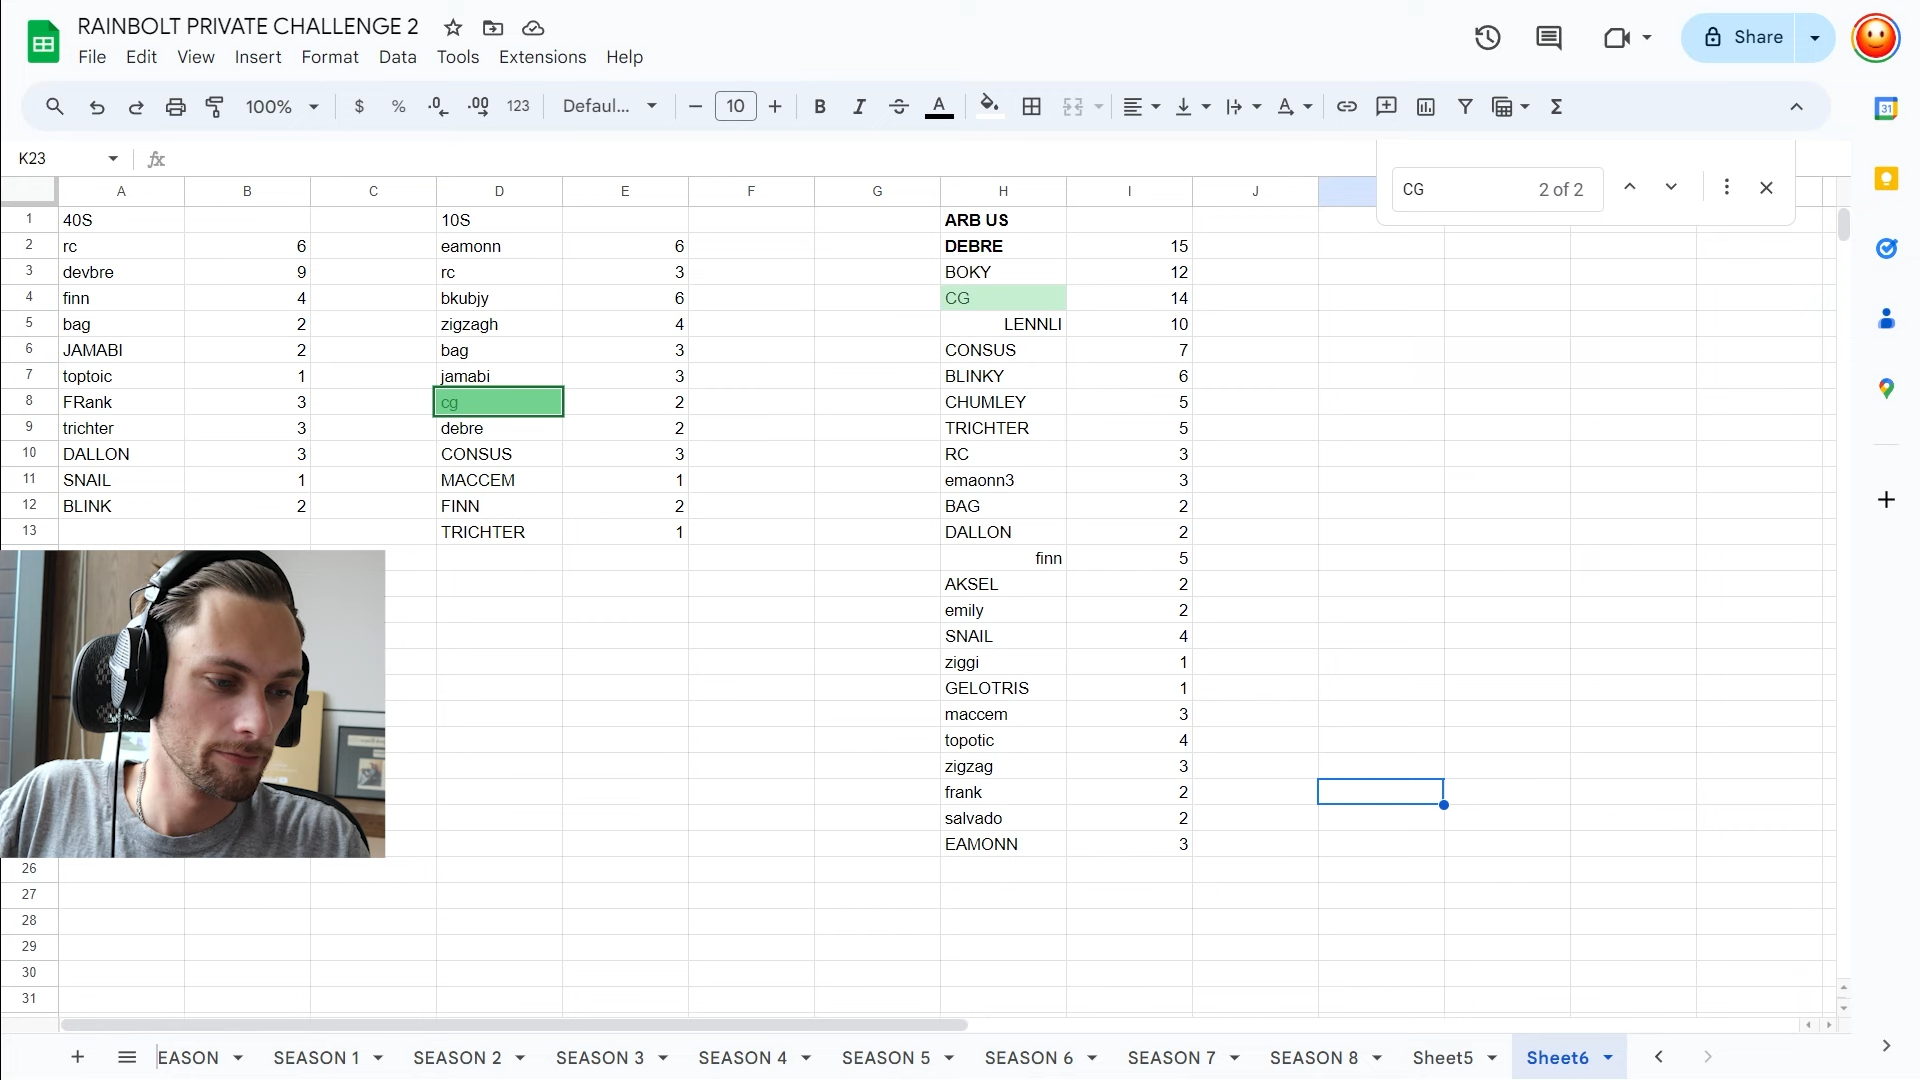 RAINBOLT PRIVATE CHALLENGE 2
File Edit View Insert Format Data Tools Extensions Help
Share
100% $ % .0 .00 123 Defaul... 10 B I A Σ
31
K23 fx
CG 2 of 2
A B C D E F G H I J
1 40S 10S ARB US
2 rc 6 eamonn 6 DEBRE 15
3 devbre 9 rc 3 BOKY 12
4 finn 4 bkubjy 6 CG 14
5 bag 2 zigzagh 4 LENNLI 10
6 JAMABI 2 bag 3 CONSUS 7
7 toptoic 1 jamabi 3 BLINKY 6
8 FRank 3 cg 2 CHUMLEY 5
9 trichter 3 debre 2 TRICHTER 5
10 DALLON 3 CONSUS 3 RC 3
11 SNAIL 1 MACCEM 1 emaonn3 3
12 BLINK 2 FINN 2 BAG 2
13 TRICHTER 1 DALLON 2
finn 5
AKSEL 2
emily 2
SNAIL 4
ziggi 1
GELOTRIS 1
maccem 3
topotic 4
zigzag 3
frank 2
salvado 2
EAMONN 3
26
27
28
29
30
31
EASON SEASON 1 SEASON 2 SEASON 3 SEASON 4 SEASON 5 SEASON 6 SEASON 7 SEASON 8 Sheet5 Sheet6